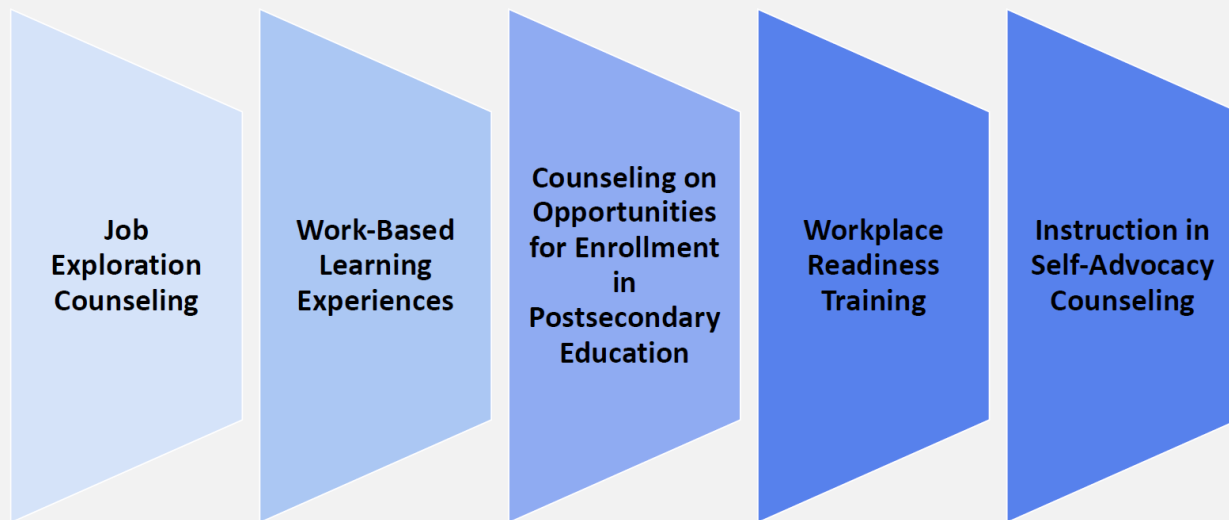 Job
Exploration
Counseling
Work-Based
Learning
Experiences
Counseling on
Opportunities
for Enrollment
in
Postsecondary
Education
Workplace
Readiness
Training
Instruction in
Self-Advocacy
Counseling